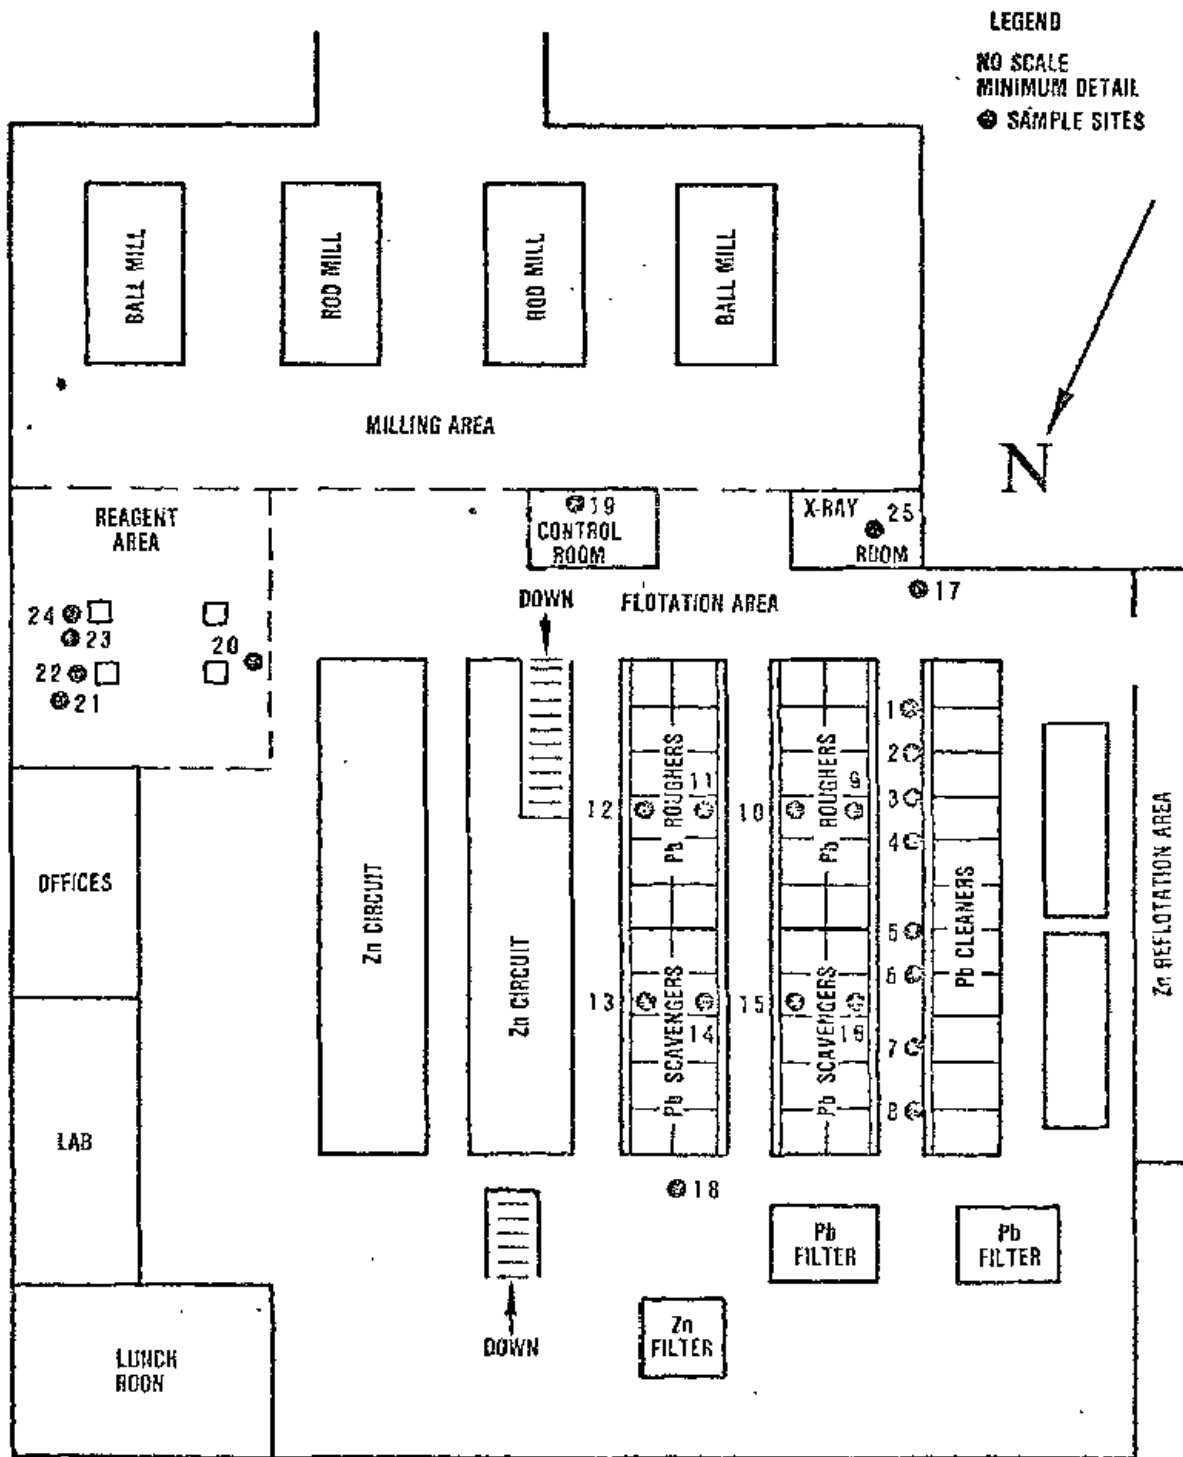 LEGEND
NO SCALE
MINIMUM DETAIL
SAMPLE SITES
N
BALL MILL
ROD MILL
ROD MILL
BALL MILL
MILLING AREA
REAGENT
AREA
19
CONTROL
ROOM
X-RAY
25
ROOM
17
DOWN
FLOTATION AREA
24
23
20
22
21
1
2
3
4
5
6
7
8
9
10
11
12
13
14
15
16
Pb ROUGHERS
Pb ROUGHERS
Pb SCAVENGERS
Pb SCAVENGERS
Pb CLEANERS
Zn CIRCUIT
Zn CIRCUIT
Zn REFLOTATION AREA
OFFICES
LAB
18
Pb
FILTER
Pb
FILTER
Zn
FILTER
DOWN
LUNCH
ROOM